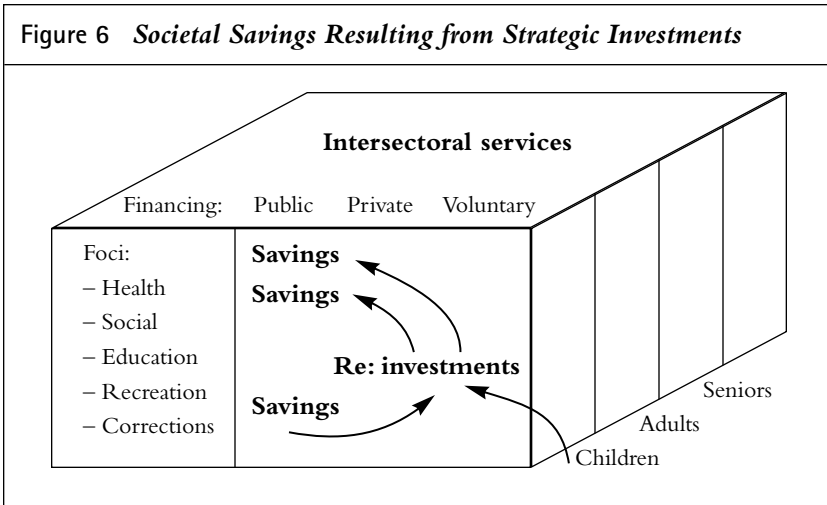 Figure 6 Societal Savings Resulting from Strategic Investments
Intersectoral services
Financing: Public Private Voluntary
Foci:
– Health
– Social
– Education
– Recreation
– Corrections
Savings
Savings
Re: investments
Savings
Seniors
Adults
Children